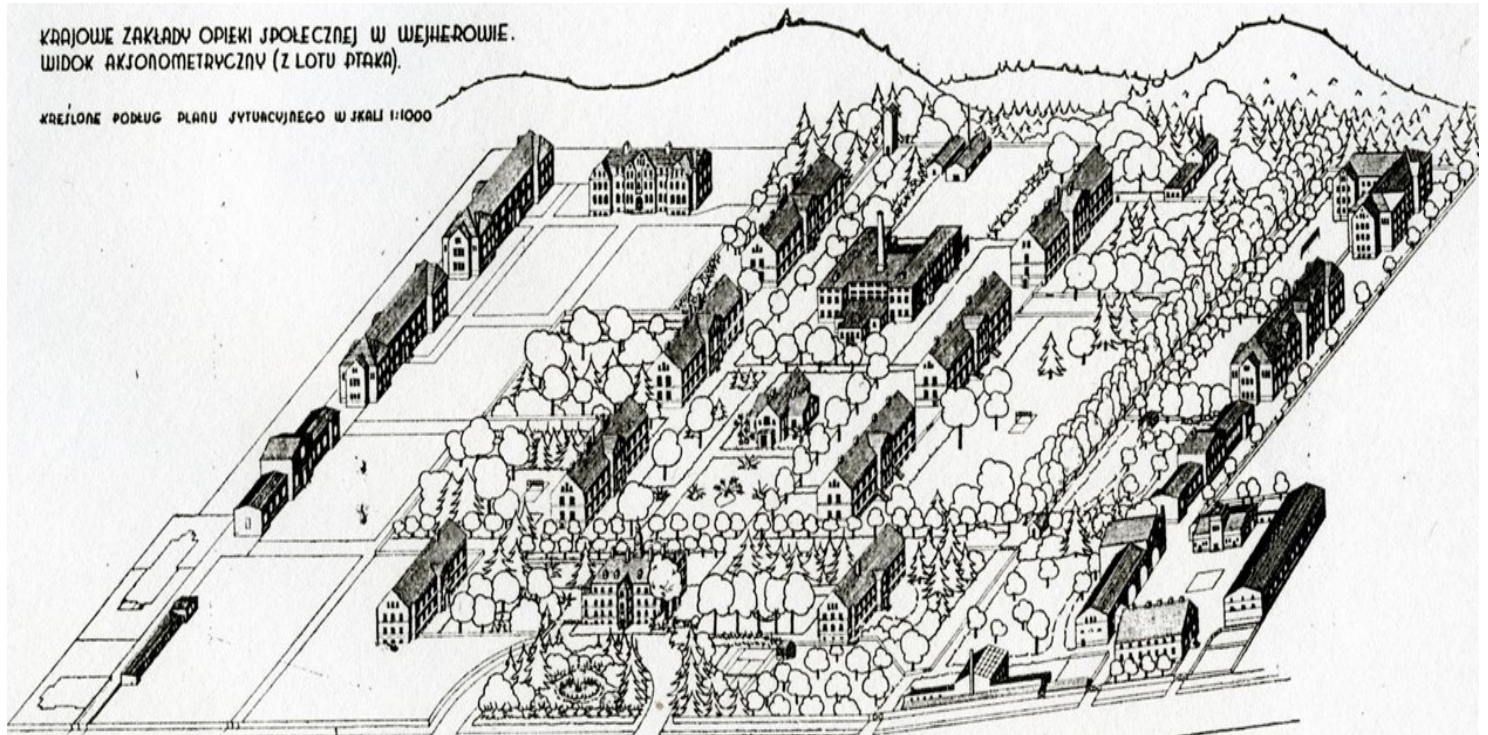 KRAJOWE ZAKŁADY OPIEKI SPOŁECZNEJ W WEJHEROWIE.
WIDOK AKSONOMETRYCZNY (Z LOTU PTAKA).
KREŚLONE PODŁUG PLANU SYTUACYJNEGO W SKALI 1:1000